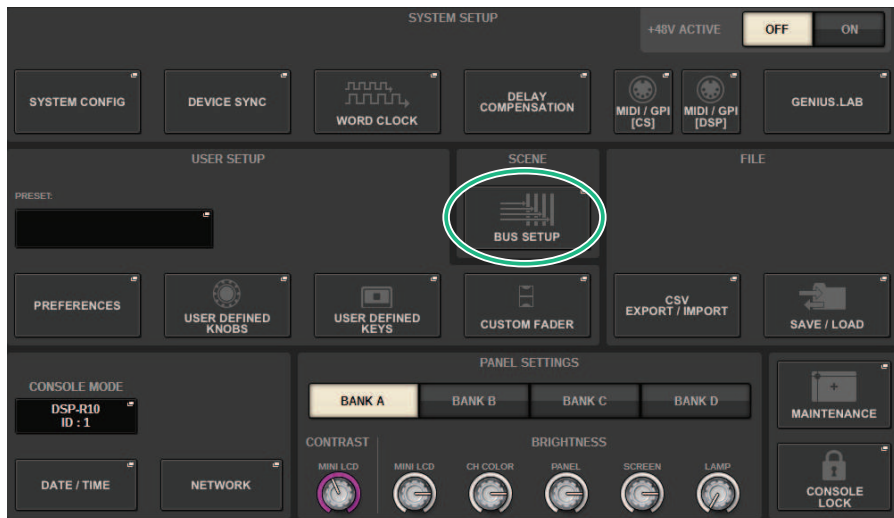 SYSTEM SETUP
+48V ACTIVE
OFF
ON
SYSTEM CONFIG
DEVICE SYNC
WORD CLOCK
DELAY
COMPENSATION
MIDI / GPI
[CS]
MIDI / GPI
[DSP]
GENIUS.LAB
USER SETUP
SCENE
FILE
PRESET:
BUS SETUP
PREFERENCES
USER DEFINED
KNOBS
USER DEFINED
KEYS
CUSTOM FADER
CSV
EXPORT / IMPORT
SAVE / LOAD
PANEL SETTINGS
CONSOLE MODE
DSP-R10
ID : 1
BANK A
BANK B
BANK C
BANK D
MAINTENANCE
CONTRAST
BRIGHTNESS
MINI LCD
MINI LCD
CH COLOR
PANEL
SCREEN
LAMP
DATE / TIME
NETWORK
CONSOLE
LOCK